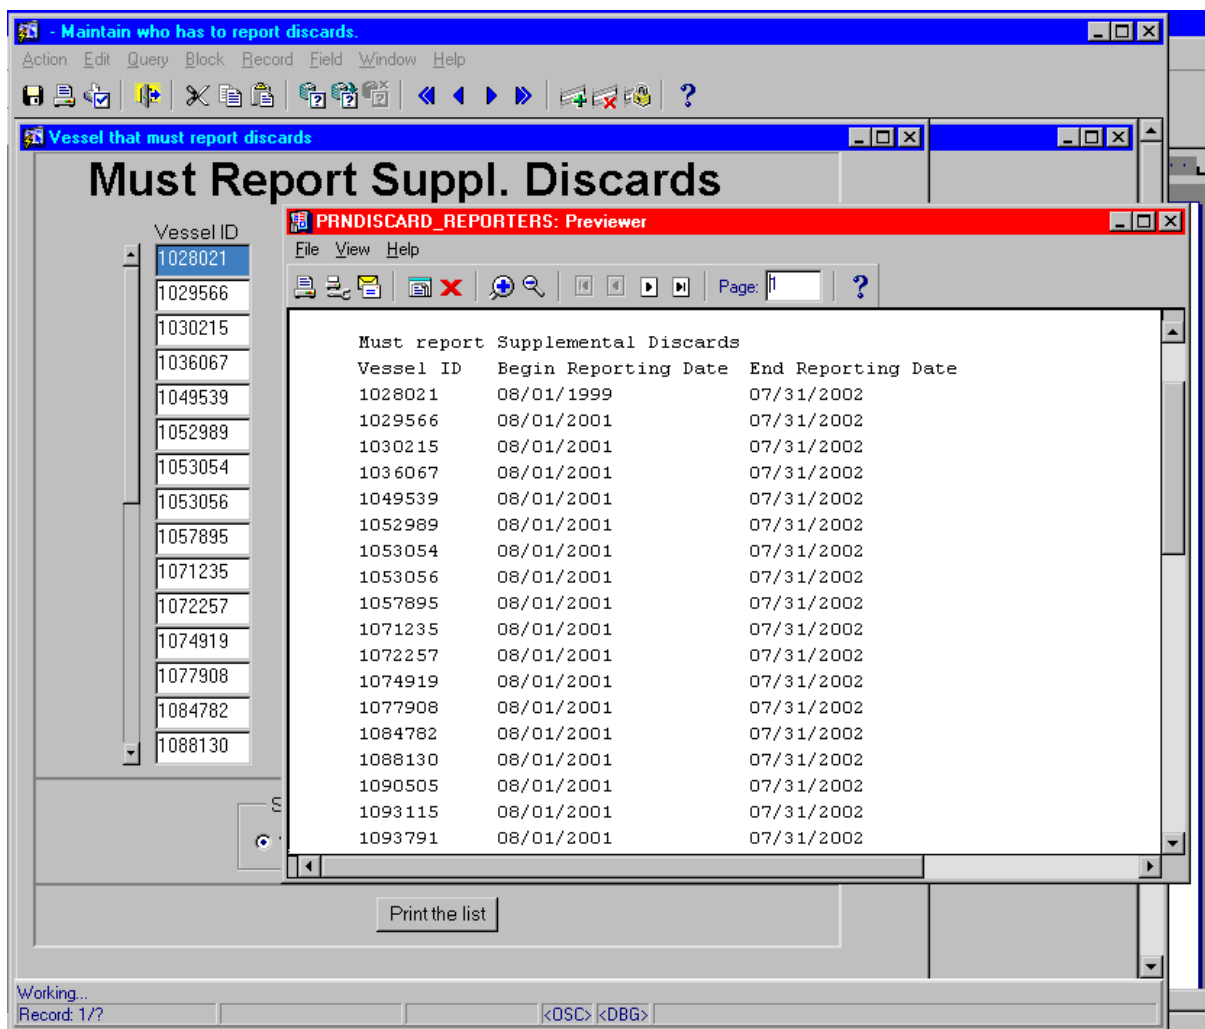 - Maintain who has to report discards.
Action Edit Query Block Record Field Window Help
Vessel that must report discards
Must Report Suppl. Discards
Vessel ID
1028021
1029566
1030215
1036067
1049539
1052989
1053054
1053056
1057895
1071235
1072257
1074919
1077908
1084782
1088130
S
Print the list
PRNDISCARD_REPORTERS: Previewer
File View Help
Page: 1
Must report Supplemental Discards
Vessel ID Begin Reporting Date End Reporting Date
1028021 08/01/1999 07/31/2002
1029566 08/01/2001 07/31/2002
1030215 08/01/2001 07/31/2002
1036067 08/01/2001 07/31/2002
1049539 08/01/2001 07/31/2002
1052989 08/01/2001 07/31/2002
1053054 08/01/2001 07/31/2002
1053056 08/01/2001 07/31/2002
1057895 08/01/2001 07/31/2002
1071235 08/01/2001 07/31/2002
1072257 08/01/2001 07/31/2002
1074919 08/01/2001 07/31/2002
1077908 08/01/2001 07/31/2002
1084782 08/01/2001 07/31/2002
1088130 08/01/2001 07/31/2002
1090505 08/01/2001 07/31/2002
1093115 08/01/2001 07/31/2002
1093791 08/01/2001 07/31/2002
Working...
Record: 1/? <OSC> <DBG>